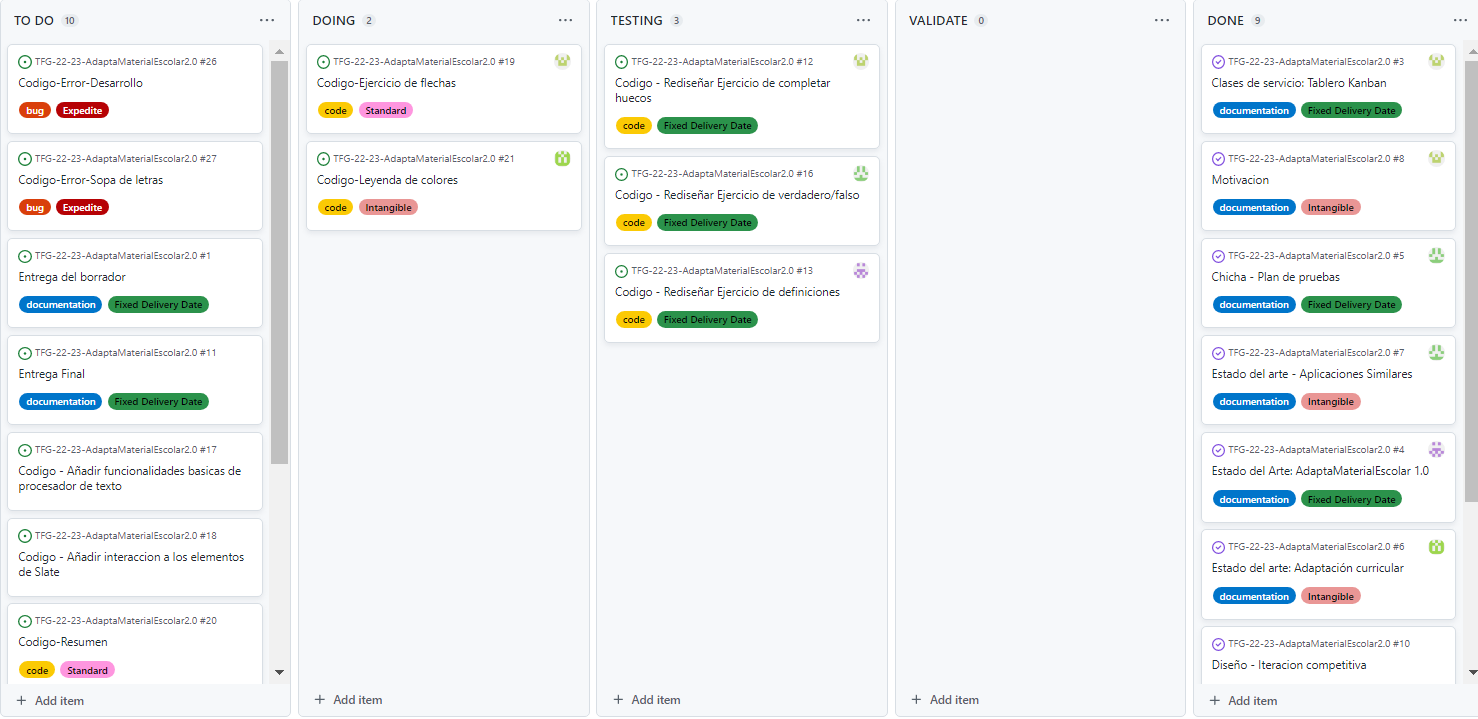 TO DO 10
TFG-22-23-AdaptaMaterialEscolar2.0 #26
Codigo-Error-Desarrollo
bug Expedite
TFG-22-23-AdaptaMaterialEscolar2.0 #27
Codigo-Error-Sopa de letras
bug Expedite
TFG-22-23-AdaptaMaterialEscolar2.0 #1
Entrega del borrador
documentation Fixed Delivery Date
TFG-22-23-AdaptaMaterialEscolar2.0 #11
Entrega Final
documentation Fixed Delivery Date
TFG-22-23-AdaptaMaterialEscolar2.0 #17
Codigo - Añadir funcionalidades basicas de
procesador de texto
TFG-22-23-AdaptaMaterialEscolar2.0 #18
Codigo - Añadir interaccion a los elementos
de Slate
TFG-22-23-AdaptaMaterialEscolar2.0 #20
Codigo-Resumen
code Standard
+ Add item
DOING 2
TFG-22-23-AdaptaMaterialEscolar2.0 #19
Codigo-Ejercicio de flechas
code Standard
TFG-22-23-AdaptaMaterialEscolar2.0 #21
Codigo-Leyenda de colores
code Intangible
+ Add item
TESTING 3
TFG-22-23-AdaptaMaterialEscolar2.0 #12
Codigo - Rediseñar Ejercicio de completar
huecos
code Fixed Delivery Date
TFG-22-23-AdaptaMaterialEscolar2.0 #16
Codigo - Rediseñar Ejercicio de verdadero/falso
code Fixed Delivery Date
TFG-22-23-AdaptaMaterialEscolar2.0 #13
Codigo - Rediseñar Ejercicio de definiciones
code Fixed Delivery Date
+ Add item
VALIDATE 0
+ Add item
DONE 9
TFG-22-23-AdaptaMaterialEscolar2.0 #3
Clases de servicio: Tablero Kanban
documentation Fixed Delivery Date
TFG-22-23-AdaptaMaterialEscolar2.0 #8
Motivacion
documentation Intangible
TFG-22-23-AdaptaMaterialEscolar2.0 #5
Chicha - Plan de pruebas
documentation Fixed Delivery Date
TFG-22-23-AdaptaMaterialEscolar2.0 #7
Estado del arte - Aplicaciones Similares
documentation Intangible
TFG-22-23-AdaptaMaterialEscolar2.0 #4
Estado del Arte: AdaptaMaterialEscolar 1.0
documentation Fixed Delivery Date
TFG-22-23-AdaptaMaterialEscolar2.0 #6
Estado del arte: Adaptación curricular
documentation Intangible
TFG-22-23-AdaptaMaterialEscolar2.0 #10
Diseño - Iteracion competitiva
+ Add item